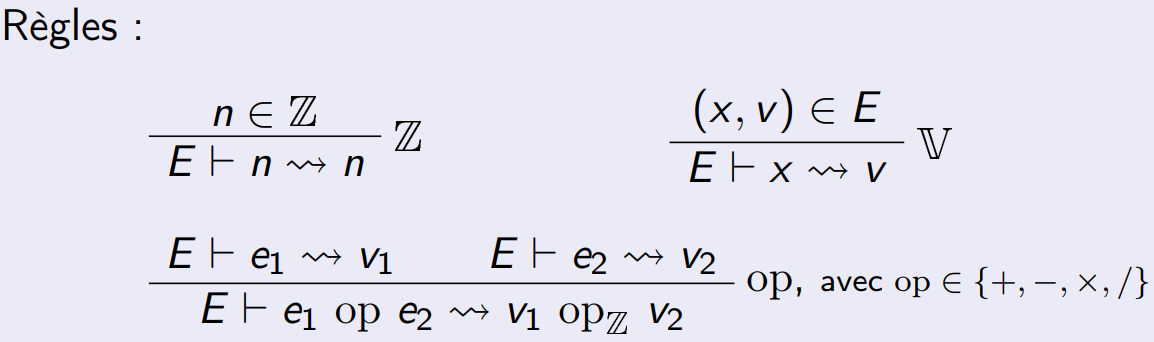 Règles :
n ∈ ℤ (x, v) ∈ E
ℤ 𝕍
E ⊢ n ⇝ n E ⊢ x ⇝ v
E ⊢ e₁ ⇝ v₁ E ⊢ e₂ ⇝ v₂
op, avec op ∈ {+, −, ×, /}
E ⊢ e₁ op e₂ ⇝ v₁ op_ℤ v₂